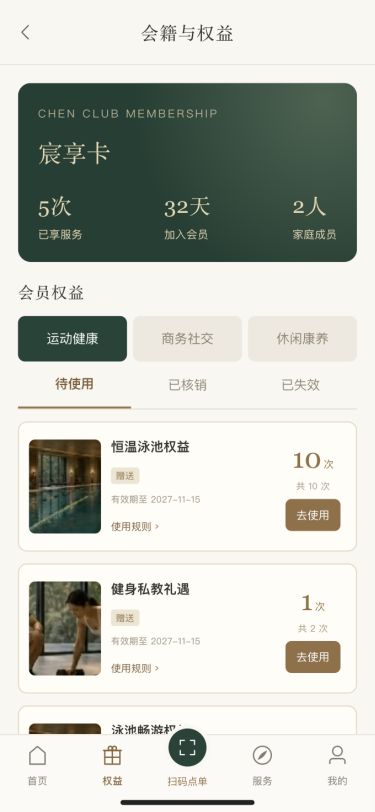 会籍与权益
CHEN CLUB MEMBERSHIP
宸享卡
5次 32天 2人
已享服务 加入会员 家庭成员
会员权益
运动健康 商务社交 休闲康养
待使用 已核销 已失效
恒温泳池权益
赠送
有效期至 2027-11-15
使用规则 >
10 次
共 10 次
去使用
健身私教礼遇
赠送
有效期至 2027-11-15
使用规则 >
1 次
共 2 次
去使用
泳池畅游权
首页 权益 扫码点单 服务 我的